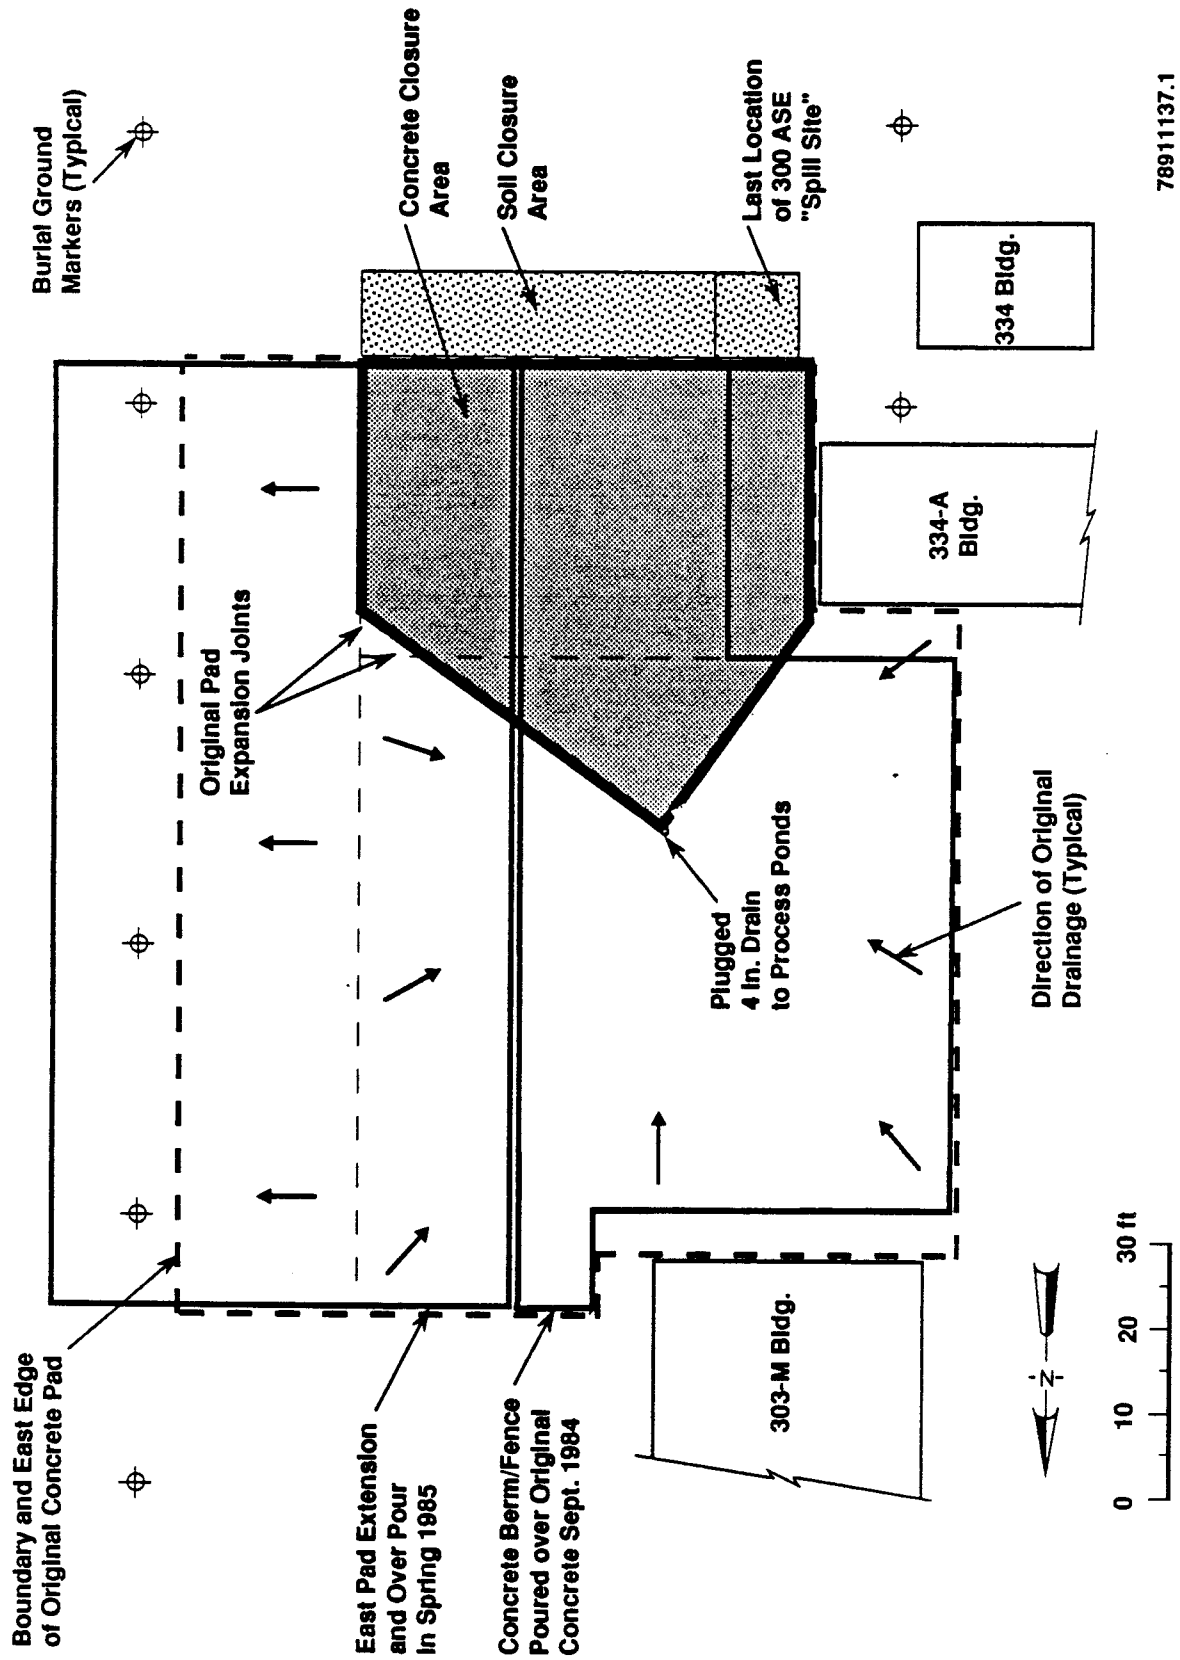 Boundary and East Edge
of Original Concrete Pad
East Pad Extension
and Over Pour
In Spring 1985
Concrete Berm/Fence
Poured over Original
Concrete Sept. 1984
303-M Bldg.
N
0 10 20 30 ft
Original Pad
Expansion Joints
Plugged
4 In. Drain
to Process Ponds
Direction of Original
Drainage (Typical)
334-A
Bldg.
334 Bldg.
Burial Ground
Markers (Typical)
Concrete Closure
Area
Soil Closure
Area
Last Location
of 300 ASE
"Spill Site"
78911137.1